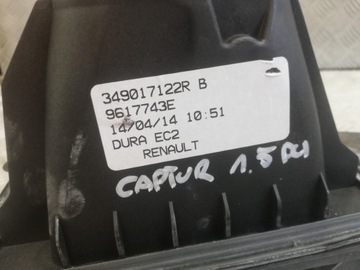 349017122R B
9617743E
14/04/14 10:51
DURA EC2
RENAULT
CAPTUR 1.5 DCI